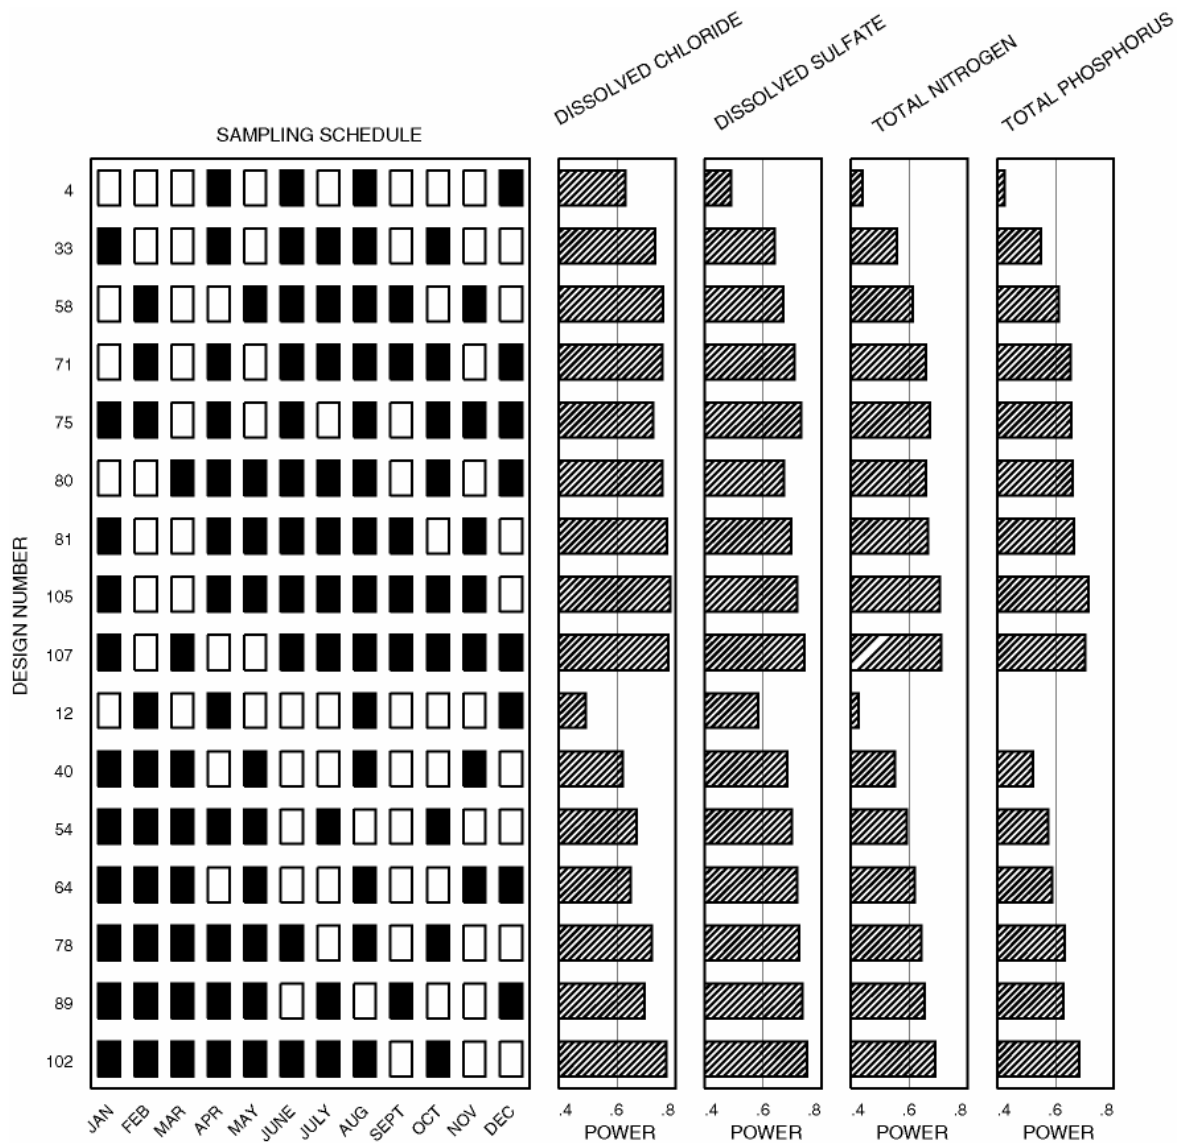 DISSOLVED CHLORIDE
DISSOLVED SULFATE
TOTAL NITROGEN
TOTAL PHOSPHORUS
SAMPLING SCHEDULE
DESIGN NUMBER
4
33
58
71
75
80
81
105
107
12
40
54
64
78
89
102
JAN FEB MAR APR MAY JUNE JULY AUG SEPT OCT NOV DEC
.4 .6 .8 .4 .6 .8 .4 .6 .8 .4 .6 .8
POWER POWER POWER POWER